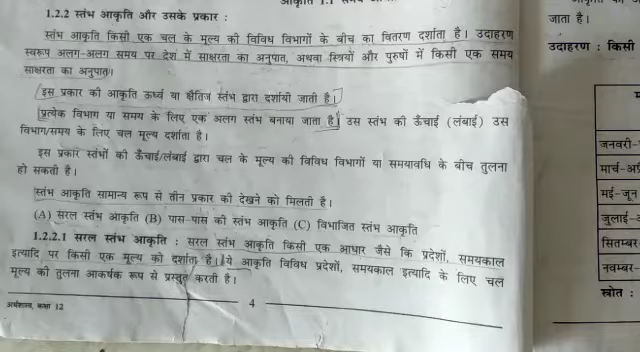 आकृति 1.1
1.2.2 स्तंभ आकृति और उसके प्रकार :
स्तंभ आकृति किसी एक चल के मूल्य की विविध विभागों के बीच का वितरण दर्शाता है। उदाहरण
स्वरूप अलग-अलग समय पर देश में साक्षरता का अनुपात, अथवा स्त्रियों और पुरुषों में किसी एक समय
साक्षरता का अनुपात।
इस प्रकार की आकृति ऊर्ध्व या क्षैतिज स्तंभ द्वारा दर्शायी जाती है।
प्रत्येक विभाग या समय के लिए एक अलग स्तंभ बनाया जाता है। उस स्तंभ की ऊँचाई (लंबाई) उस
विभाग/समय के लिए चल मूल्य दर्शाता है।
इस प्रकार स्तंभों की ऊँचाई/लंबाई द्वारा चल के मूल्य की विविध विभागों या समयावधि के बीच तुलना
हो सकती है।
स्तंभ आकृति सामान्य रूप से तीन प्रकार की देखने को मिलती है।
(A) सरल स्तंभ आकृति (B) पास-पास की स्तंभ आकृति (C) विभाजित स्तंभ आकृति
1.2.2.1 सरल स्तंभ आकृति : सरल स्तंभ आकृति किसी एक आधार जैसे कि प्रदेशों, समयकाल
इत्यादि पर किसी एक मूल्य को दर्शाता है। ये आकृति विविध प्रदेशों, समयकाल इत्यादि के लिए चल
मूल्य की तुलना आकर्षक रूप से प्रस्तुत करती है।
अर्थशास्त्र, कक्षा 12
4
जाता है।
उदाहरण : किसी
जनवरी-
मार्च-अप्रै
मई-जून
जुलाई-
सितम्बर-
नवम्बर-
स्रोत :